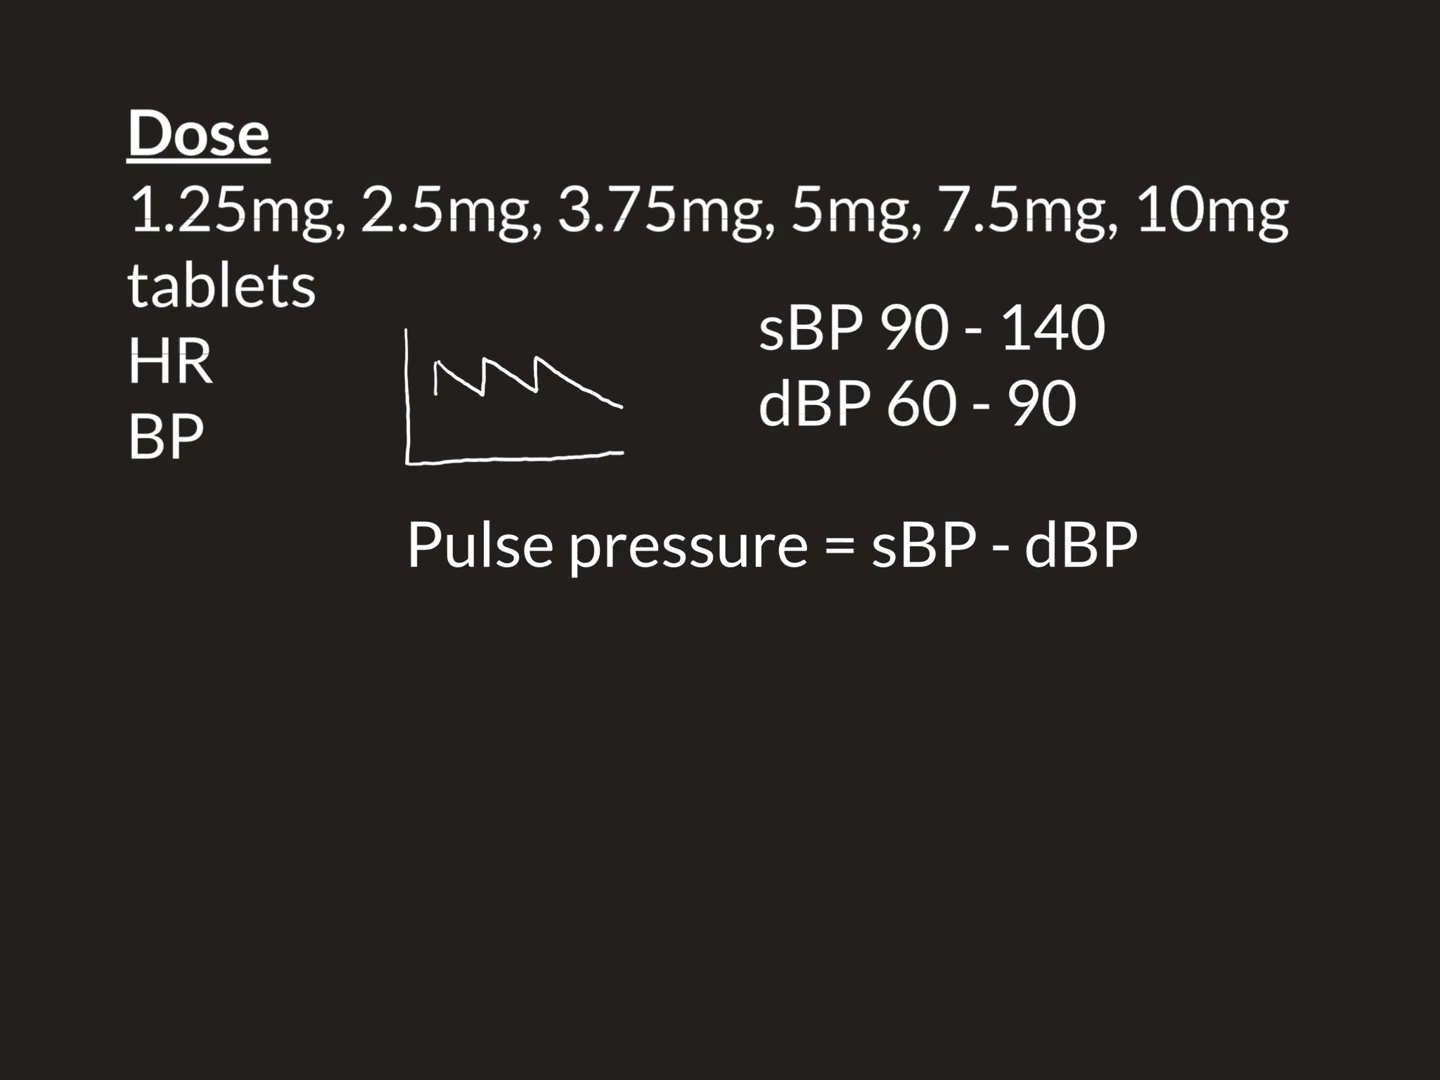 Dose
1.25mg, 2.5mg, 3.75mg, 5mg, 7.5mg, 10mg
tablets
HR
BP
sBP 90 - 140
dBP 60 - 90
Pulse pressure = sBP - dBP